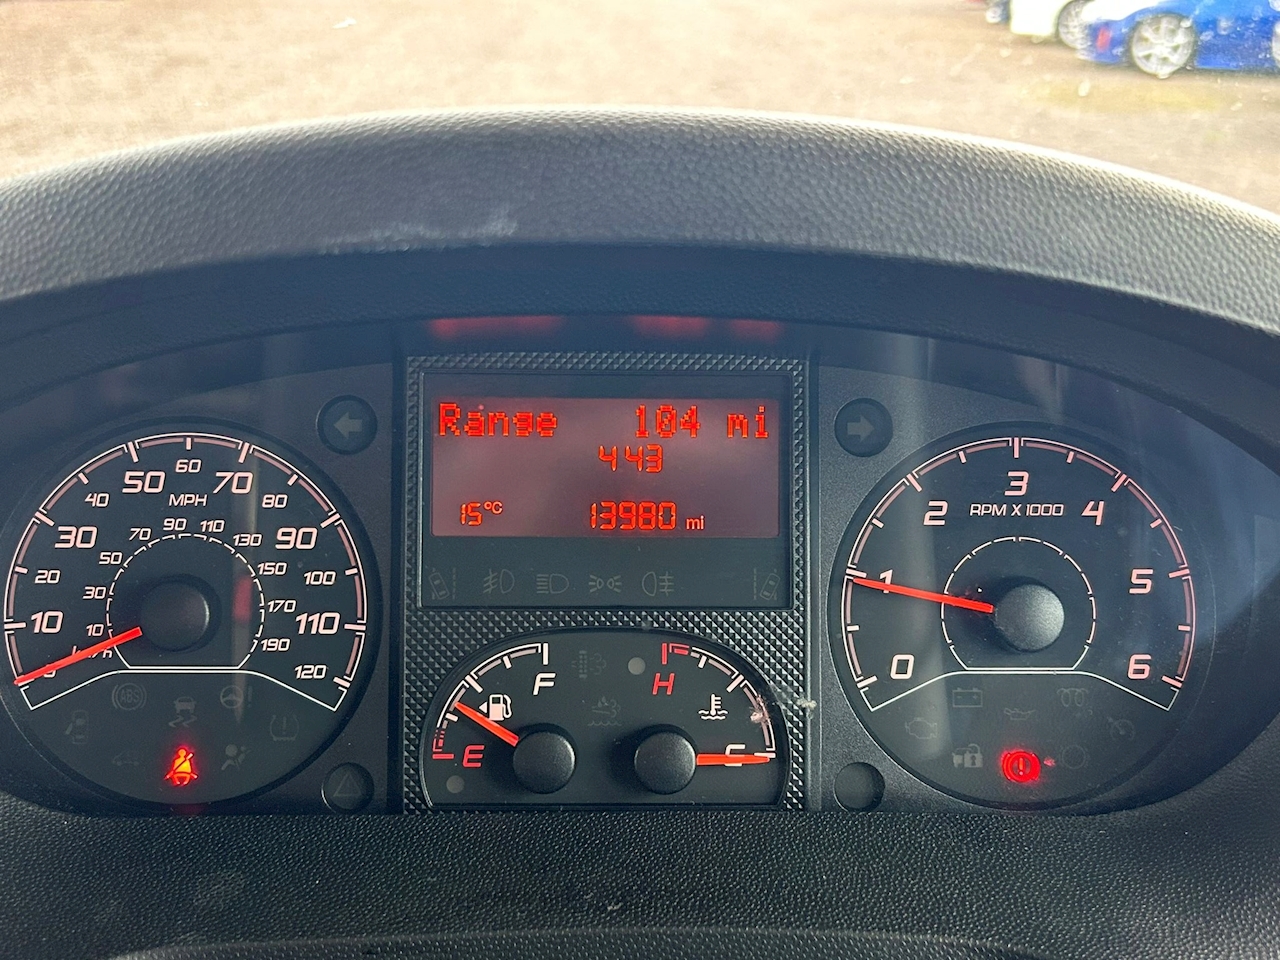 Range 104 mi
443
15°C 13980 mi
10 20 30 40 50 60 70 80 90 100 110 120
MPH
10 30 50 70 90 110 130 150 170 190
km/h
0 1 2 3 4 5 6
RPM X 1000
E F
H C
ABS